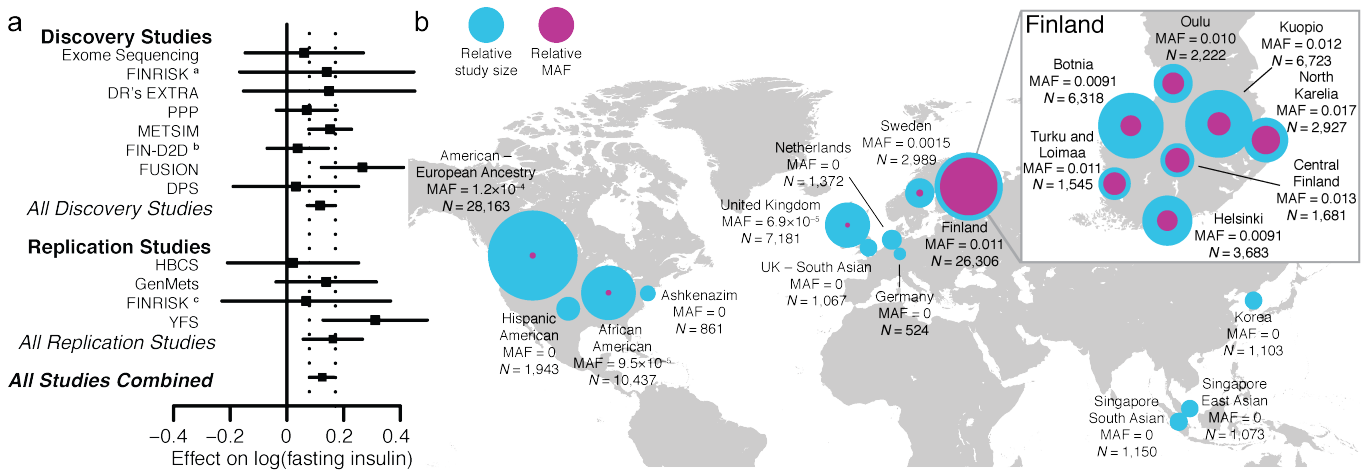 a
Discovery Studies
Exome Sequencing
FINRISK a
DR's EXTRA
PPP
METSIM
FIN-D2D b
FUSION
DPS
All Discovery Studies
Replication Studies
HBCS
GenMets
FINRISK c
YFS
All Replication Studies
All Studies Combined
−0.4
−0.2
0
0.2
0.4
Effect on log(fasting insulin)
b
Relative
study size
Relative
MAF
American –
European Ancestry
MAF = 1.2×10⁻⁴
N = 28,163
Hispanic
American
MAF = 0
N = 1,943
African
American
MAF = 9.5×10⁻⁵
N = 10,437
Ashkenazim
MAF = 0
N = 861
United Kingdom
MAF = 6.9×10⁻⁵
N = 7,181
UK – South Asian
MAF = 0
N = 1,067
Netherlands
MAF = 0
N = 1,372
Sweden
MAF = 0.0015
N = 2,989
Germany
MAF = 0
N = 524
Finland
MAF = 0.011
N = 26,306
Korea
MAF = 0
N = 1,103
Singapore
South Asian
MAF = 0
N = 1,150
Singapore
East Asian
MAF = 0
N = 1,073
Finland
Oulu
MAF = 0.010
N = 2,222
Kuopio
MAF = 0.012
N = 6,723
Botnia
MAF = 0.0091
N = 6,318
North
Karelia
MAF = 0.017
N = 2,927
Turku and
Loimaa
MAF = 0.011
N = 1,545
Central
Finland
MAF = 0.013
N = 1,681
Helsinki
MAF = 0.0091
N = 3,683